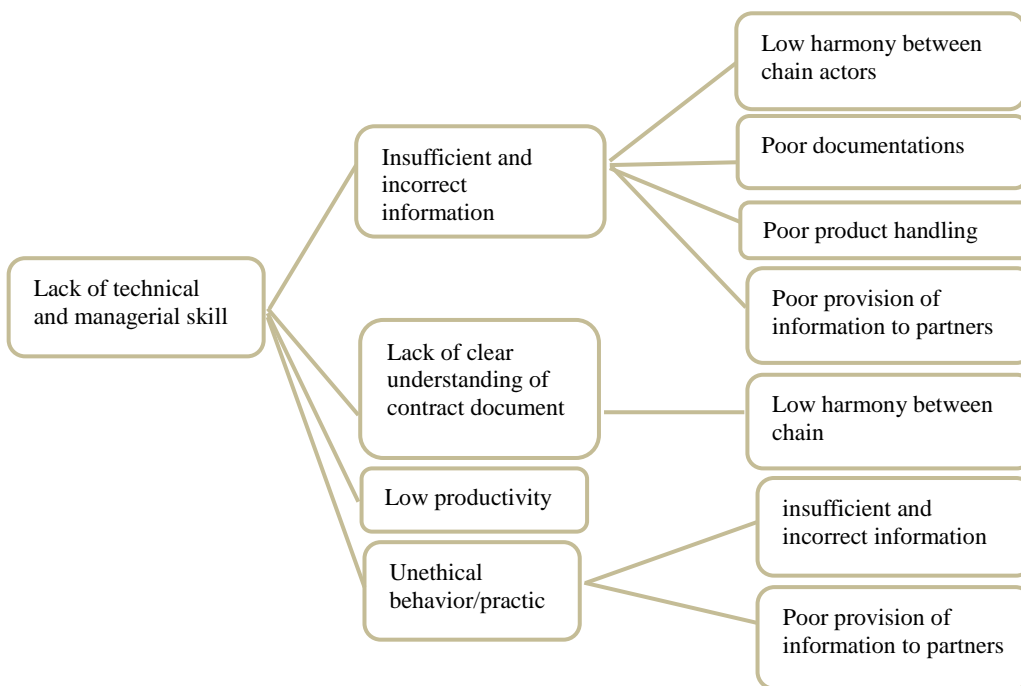 Low harmony between
chain actors
Poor documentations
Insufficient and
incorrect
information
Poor product handling
Lack of technical
and managerial skill
Poor provision of
information to partners
Lack of clear
understanding of
contract document
Low harmony between
chain
Low productivity
insufficient and
incorrect information
Unethical
behavior/practic
Poor provision of
information to partners